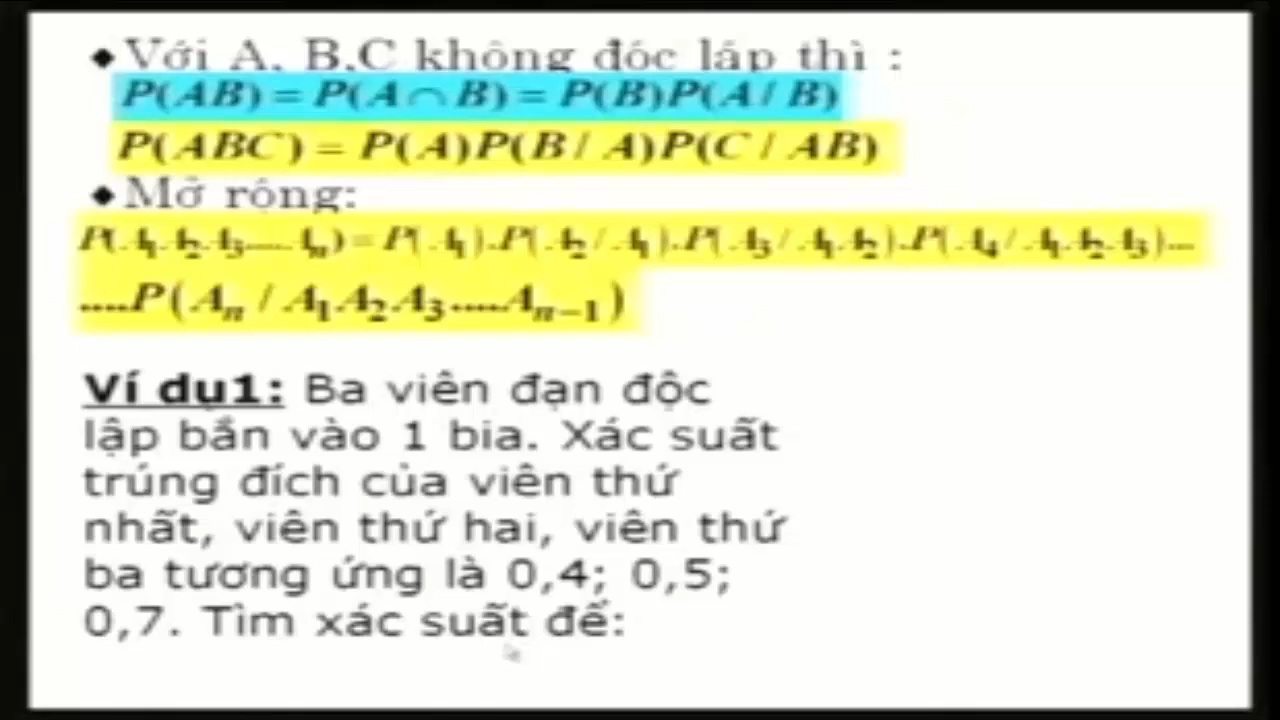 ◆Với A, B,C không độc lập thì :
P(AB) = P(A∩B) = P(B)P(A/B)
P(ABC) = P(A)P(B/A)P(C/AB)
◆Mở rộng:
P(A₁A₂A₃....Aₙ) = P(A₁).P(A₂/A₁).P(A₃/A₁A₂).P(A₄/A₁A₂A₃)...
....P(Aₙ/A₁A₂A₃....Aₙ₋₁)
Ví dụ1: Ba viên đạn độc
lập bắn vào 1 bia. Xác suất
trúng đích của viên thứ
nhất, viên thứ hai, viên thứ
ba tương ứng là 0,4; 0,5;
0,7. Tìm xác suất để: